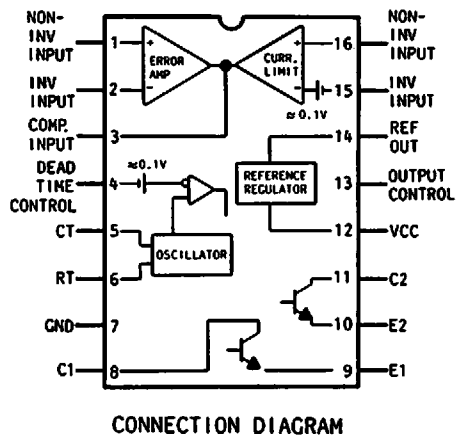 NON-
INV
INPUT
1
+
ERROR
AMP
CURR.
LIMIT
+
16
NON-
INV
INPUT
INV
INPUT
2
−
−
15
INV
INPUT
≈0.1V
COMP.
INPUT
3
14
REF
OUT
DEAD
TIME
CONTROL
4
≈0.1V
REFERENCE
REGULATOR
13
OUTPUT
CONTROL
CT
5
OSCILLATOR
12
VCC
RT
6
11
C2
GND
7
10
E2
C1
8
9
E1
CONNECTION DIAGRAM